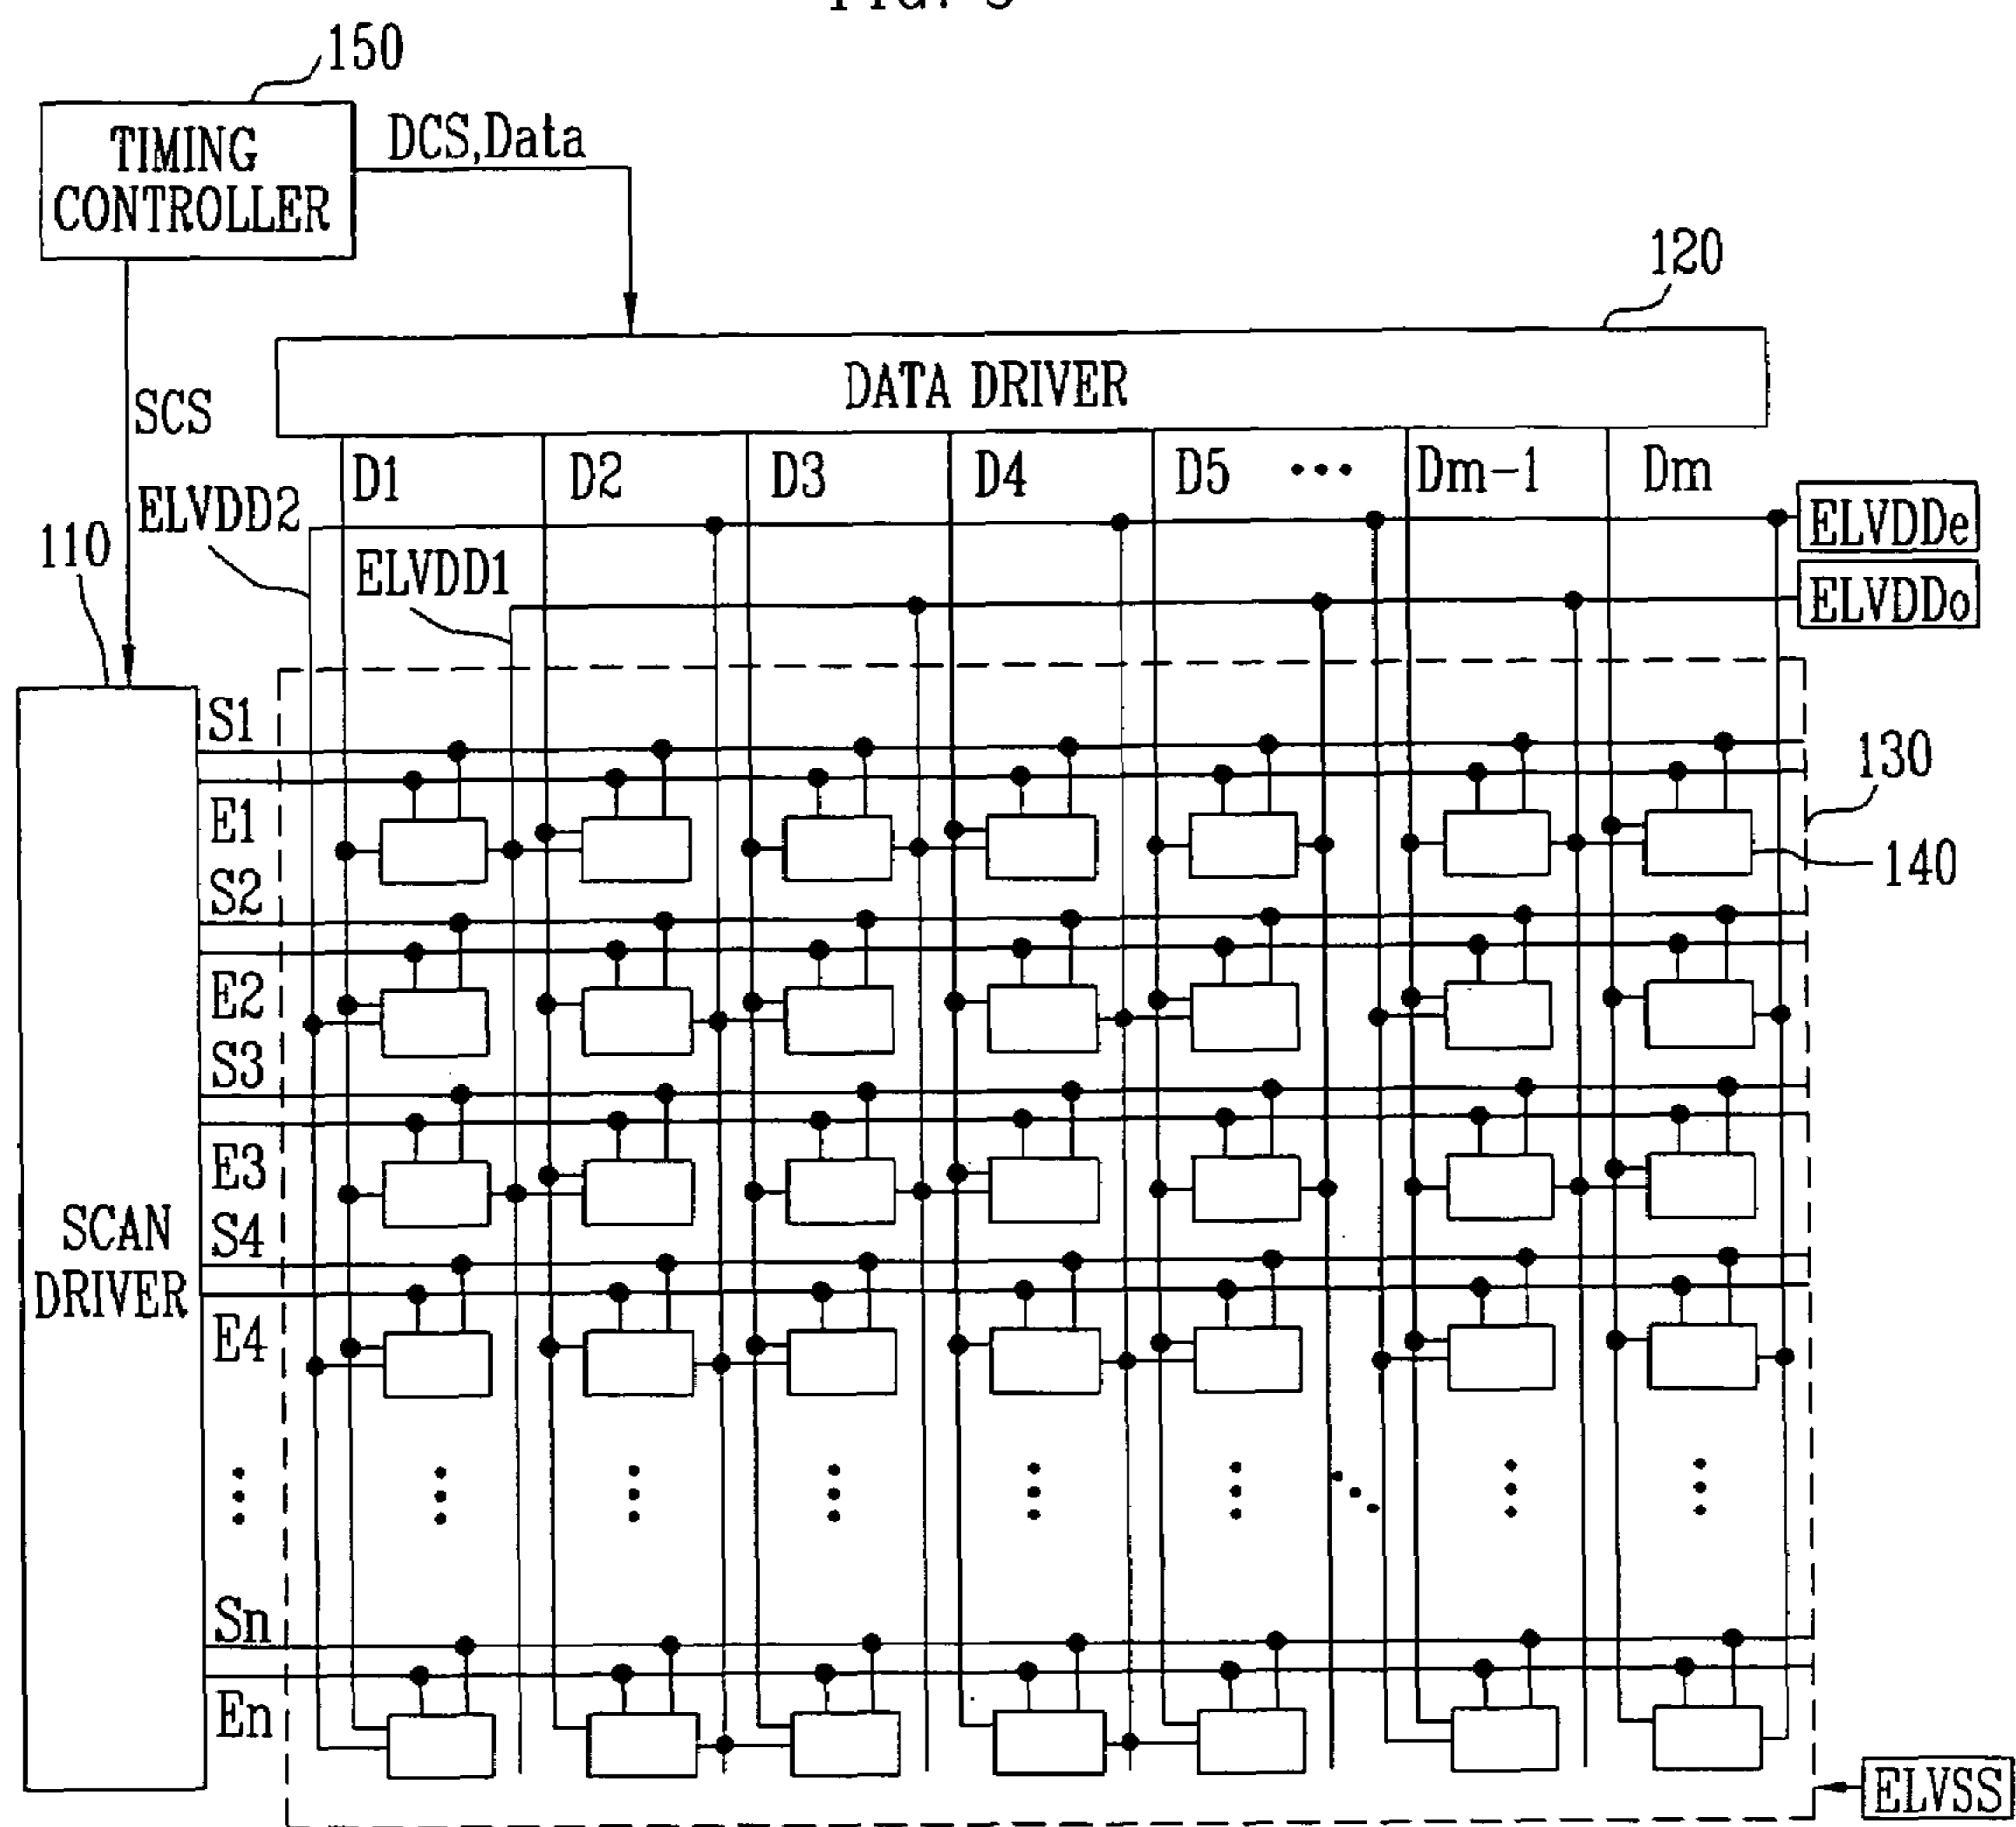 150
TIMING
CONTROLLER
DCS,Data
120
DATA DRIVER
SCS
D1 D2 D3 D4 D5 ••• Dm-1 Dm
ELVDD2
ELVDDe
110
ELVDD1
ELVDDo
S1
130
E1
140
S2
E2
S3
E3
S4
SCAN
DRIVER
E4
Sn
En
ELVSS